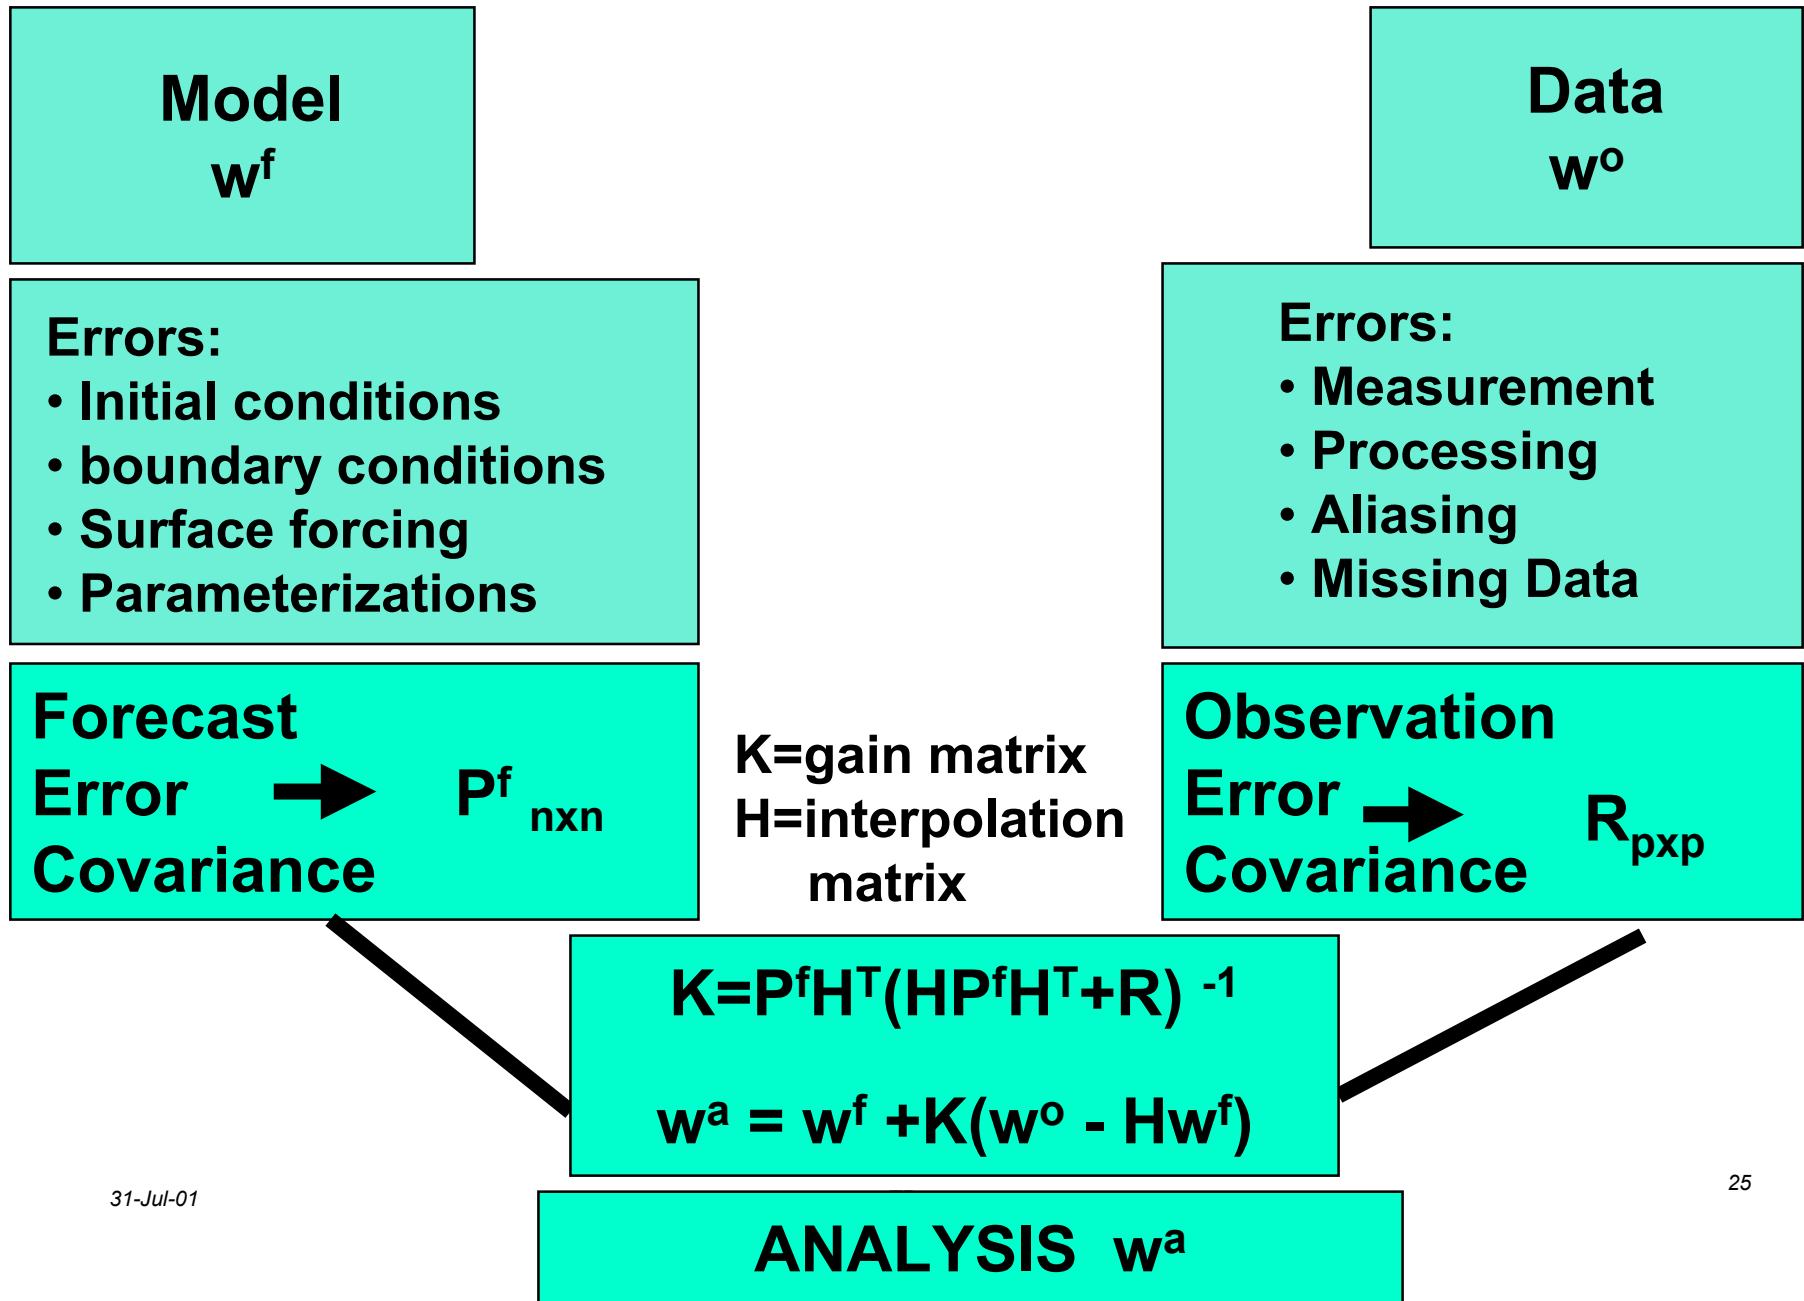 Model
wᶠ
Data
wᵒ
Errors:
• Initial conditions
• boundary conditions
• Surface forcing
• Parameterizations
Errors:
• Measurement
• Processing
• Aliasing
• Missing Data
Forecast
Error → Pᶠ nxn
Covariance
K=gain matrix
H=interpolation
matrix
Observation
Error → Rpxp
Covariance
K=PᶠHᵀ(HPᶠHᵀ+R) ⁻¹
wᵃ = wᶠ +K(wᵒ - Hwᶠ)
31-Jul-01
25
ANALYSIS wᵃ